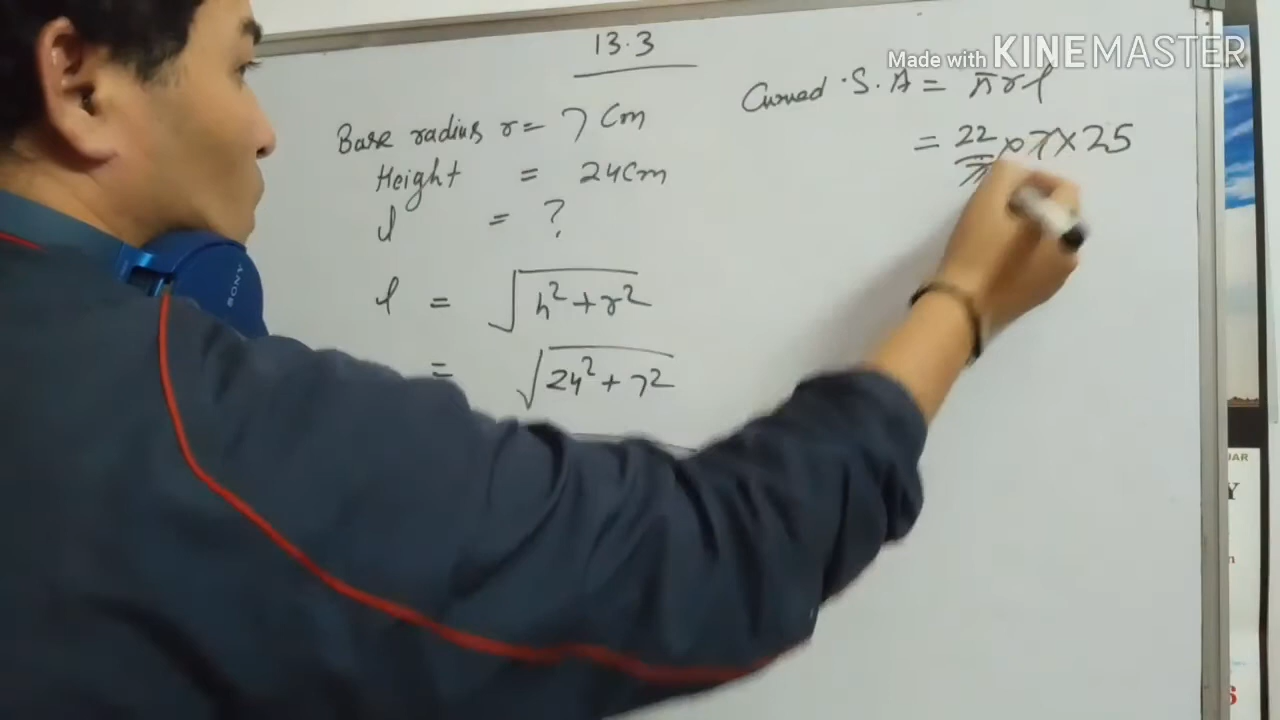 13.3
Base radius r = 7 Cm
Height = 24Cm
l = ?
l = √h²+r²
= √24²+7²
Made with KINEMASTER
Curved .S.A = πrl
= 22/7 × 7 × 25
SONY